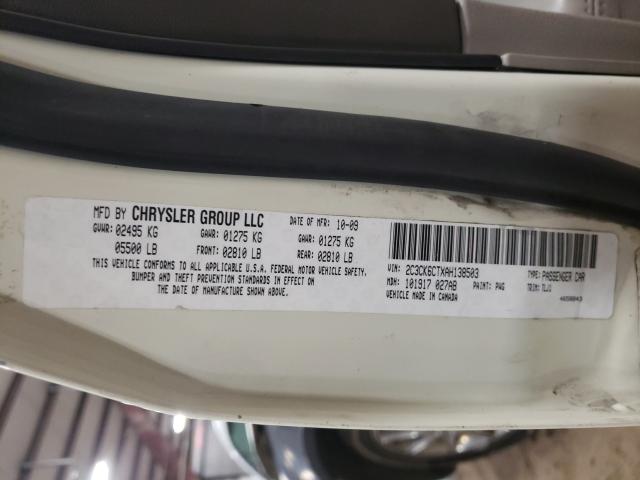 MFD BY CHRYSLER GROUP LLC DATE OF MFR: 10-09
GVWR: 02495 KG GAWR: 01275 KG GAWR: 01275 KG
05500 LB FRONT: 02810 LB REAR: 02810 LB
THIS VEHICLE CONFORMS TO ALL APPLICABLE U.S.A. FEDERAL MOTOR VEHICLE SAFETY,
BUMPER AND THEFT PREVENTION STANDARDS IN EFFECT ON
THE DATE OF MANUFACTURE SHOWN ABOVE.
VIN: 2C3CK6CTXAH138503 TYPE: PASSENGER CAR
MDH: 101917 027AB PAINT: PWG TRIM: TLJ1
VEHICLE MADE IN CANADA